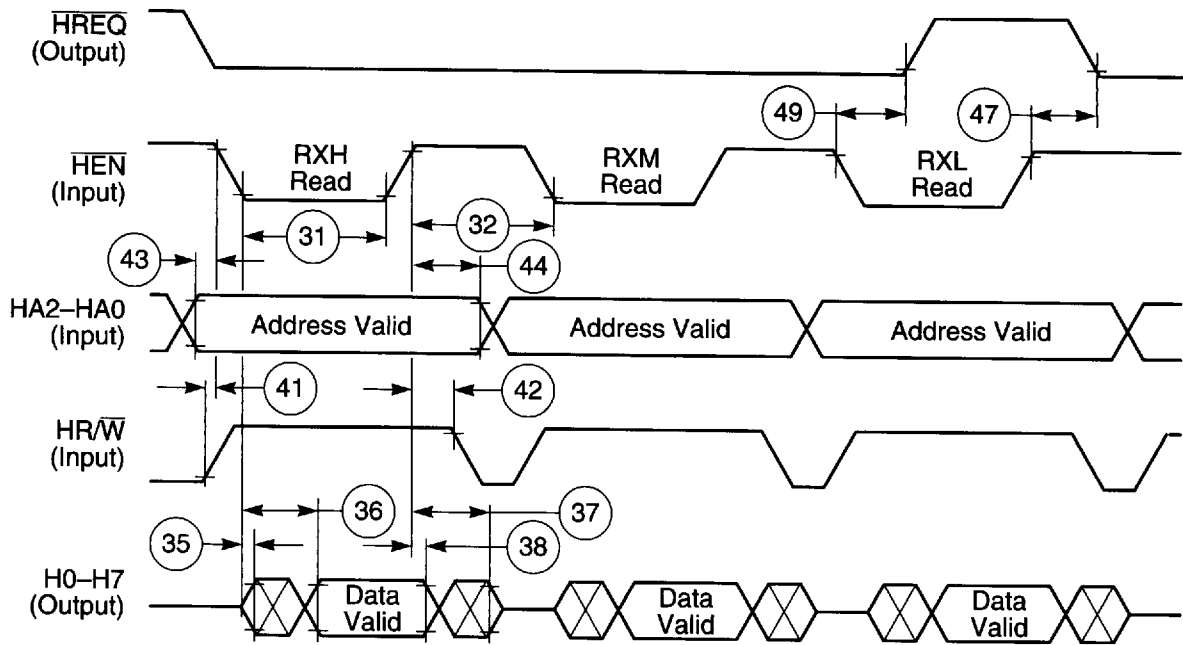 HREQ
(Output)
49
47
HEN
(Input)
RXH
Read
RXM
Read
RXL
Read
31
32
43
44
HA2–HA0
(Input)
Address Valid
Address Valid
Address Valid
41
42
HR/W
(Input)
36
37
35
38
H0–H7
(Output)
Data
Valid
Data
Valid
Data
Valid